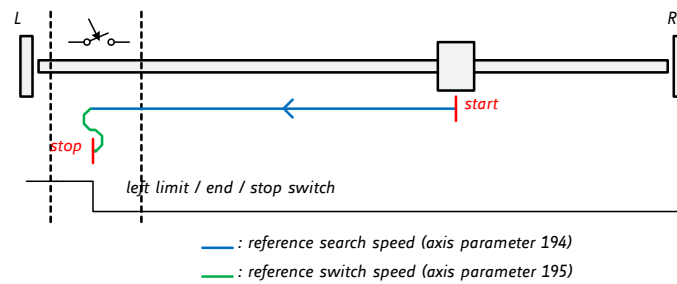 L
R
start
stop
left limit / end / stop switch
: reference search speed (axis parameter 194)
: reference switch speed (axis parameter 195)